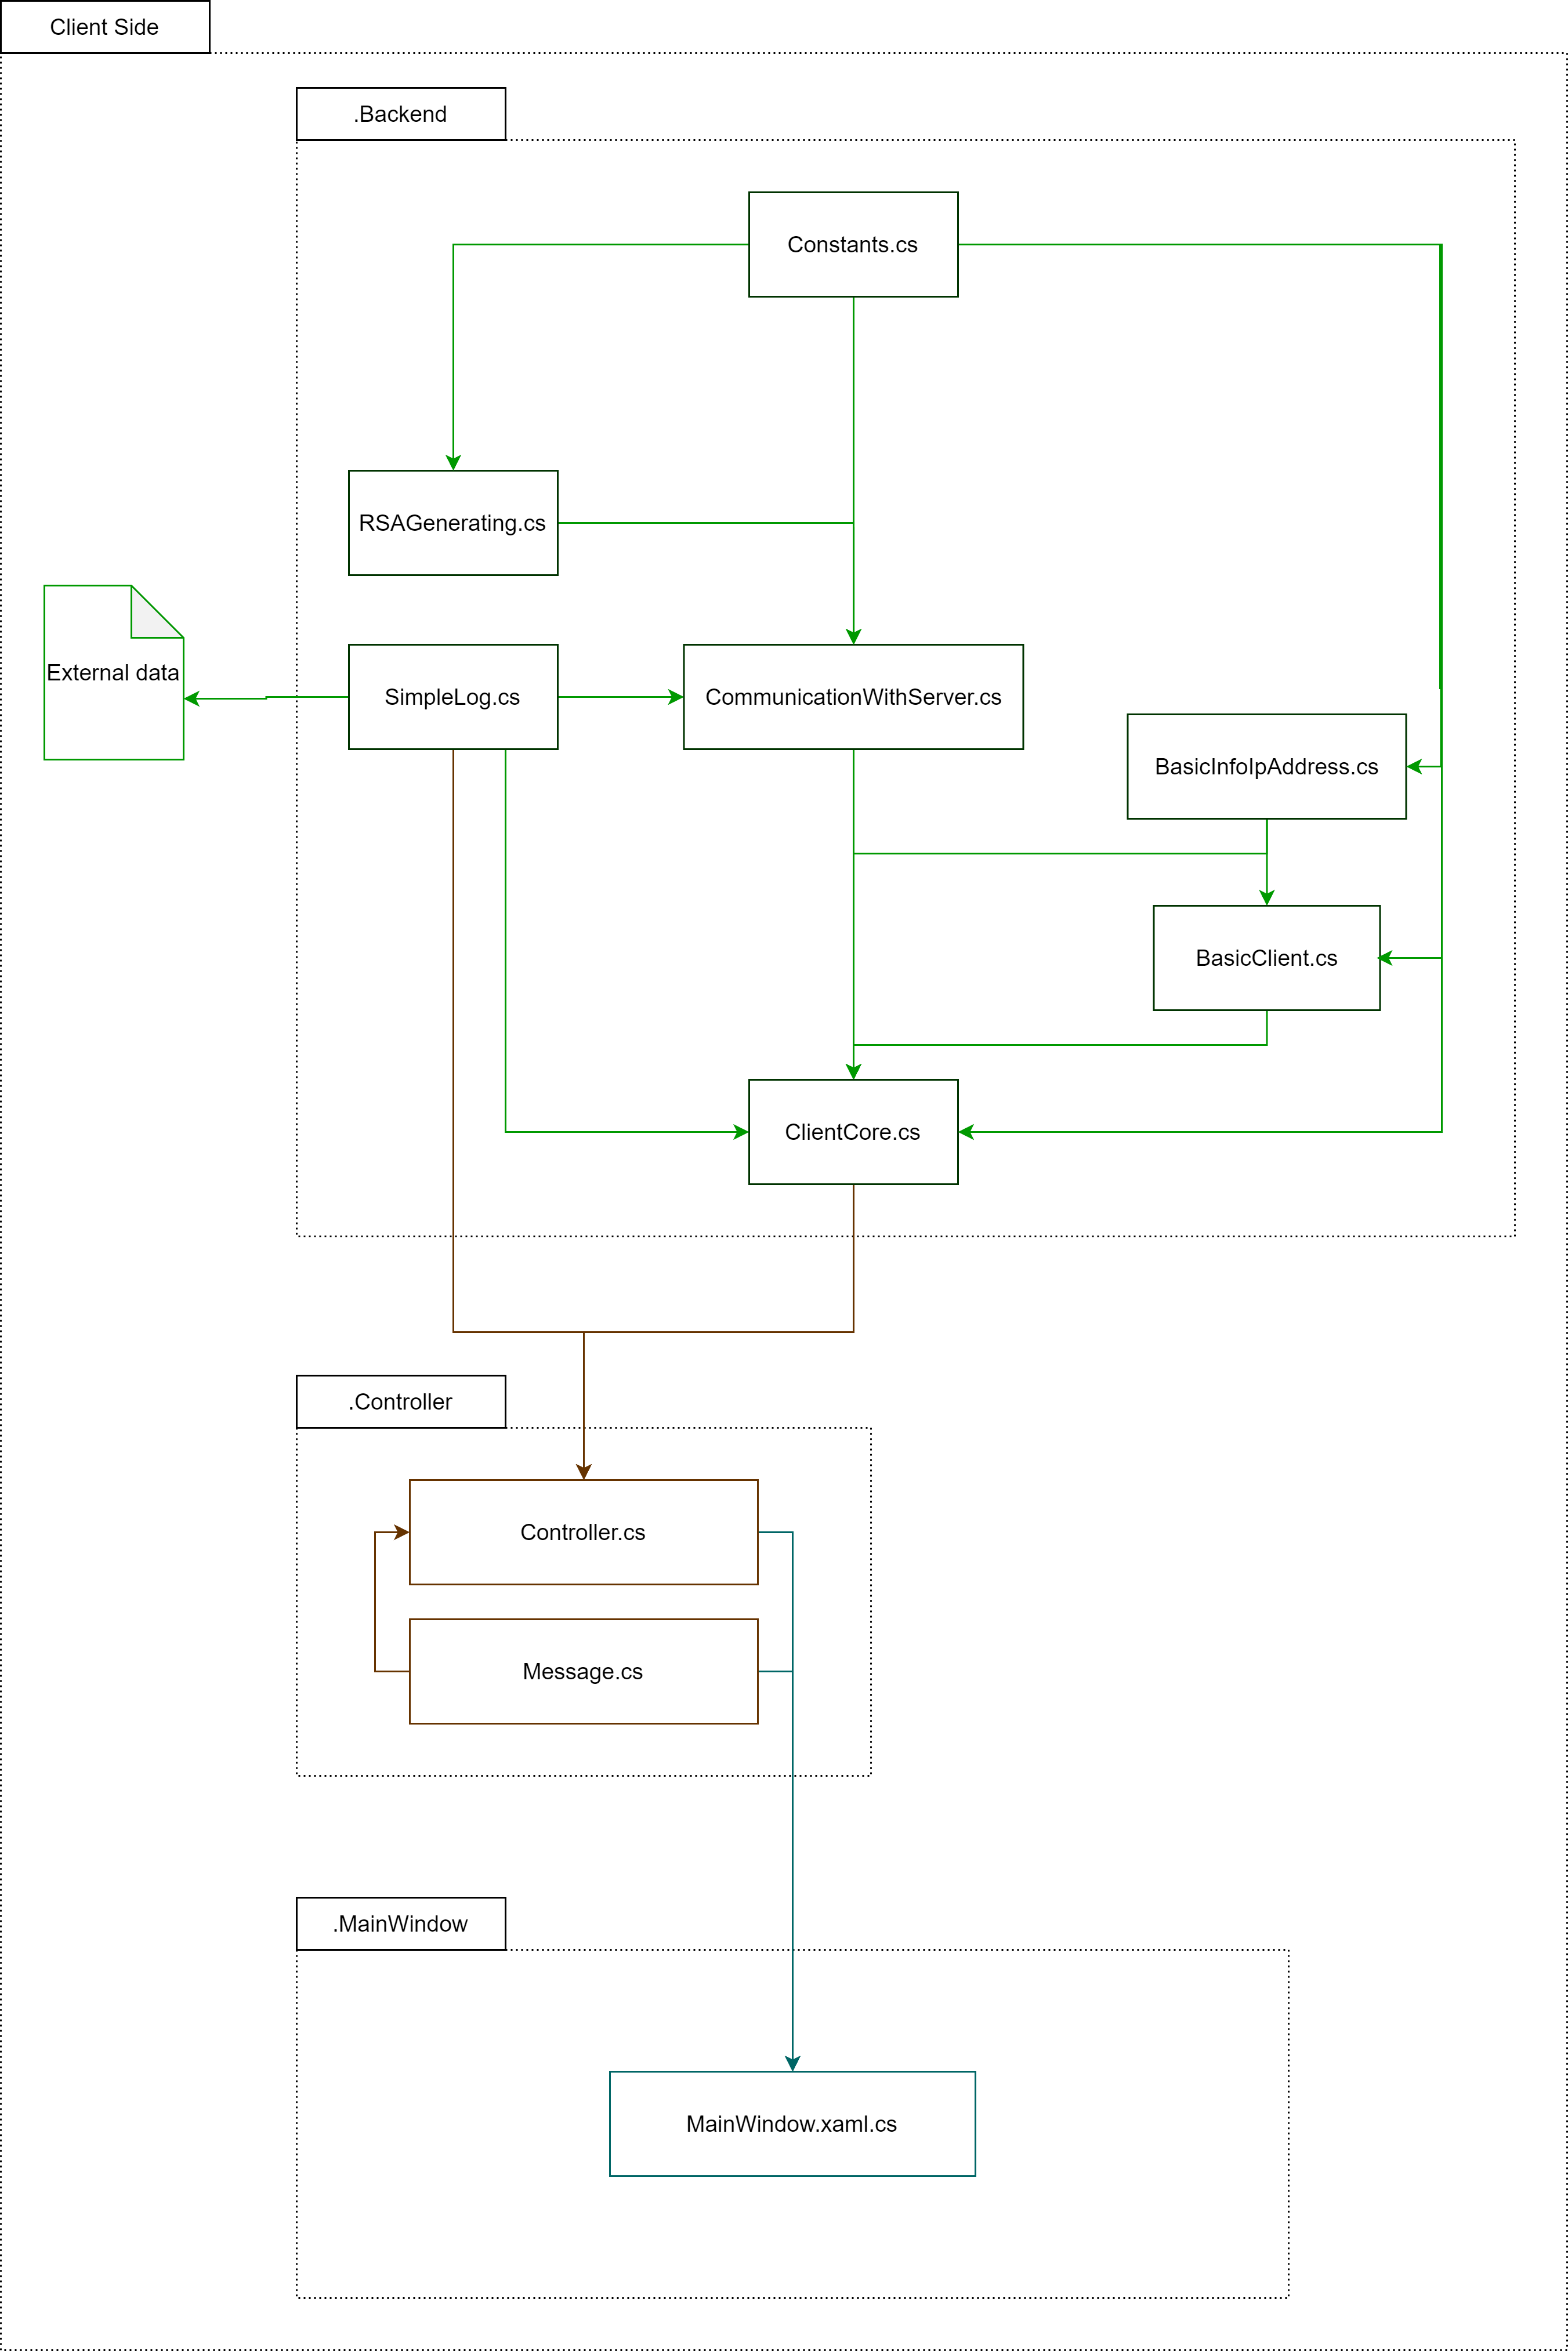 Client Side
.Backend
Constants.cs
RSAGenerating.cs
External data
SimpleLog.cs
CommunicationWithServer.cs
BasicInfoIpAddress.cs
BasicClient.cs
ClientCore.cs
.Controller
Controller.cs
Message.cs
.MainWindow
MainWindow.xaml.cs